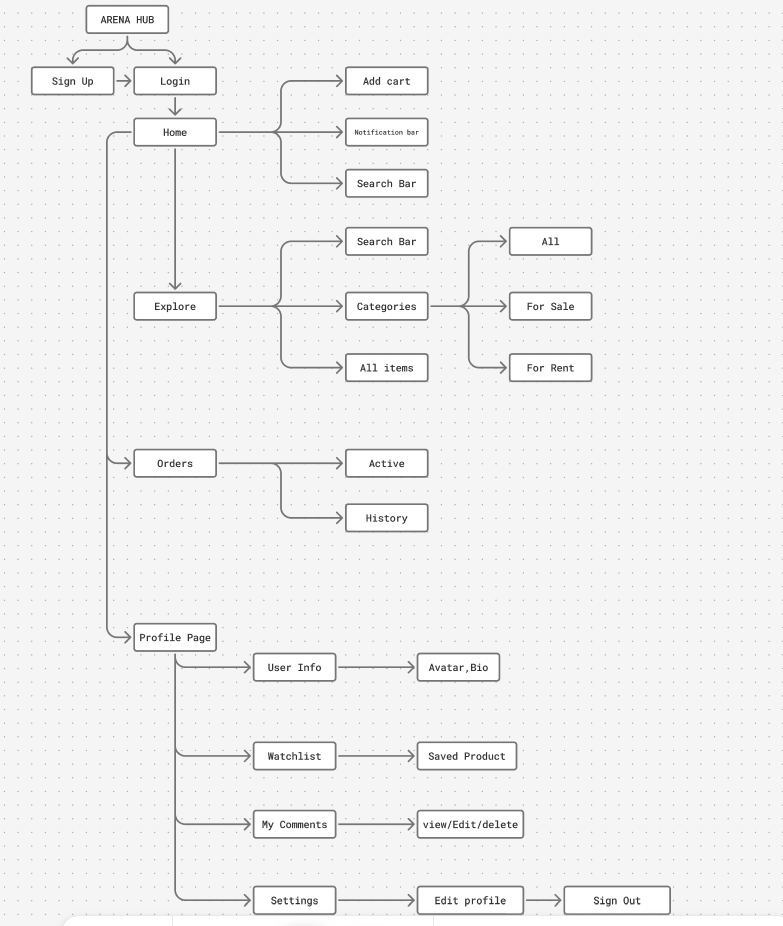 ARENA HUB
Sign Up
Login
Add cart
Home
Notification bar
Search Bar
Search Bar
All
Explore
Categories
For Sale
All items
For Rent
Orders
Active
History
Profile Page
User Info
Avatar,Bio
Watchlist
Saved Product
My Comments
view/Edit/delete
Settings
Edit profile
Sign Out